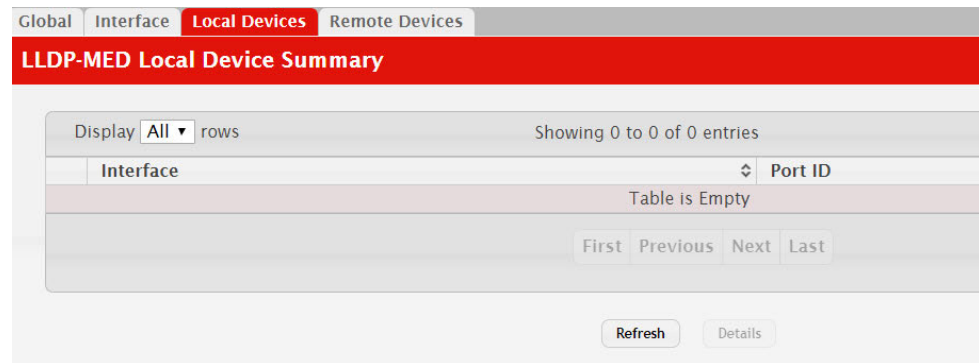 Global Interface Local Devices Remote Devices
LLDP-MED Local Device Summary
Display All rows Showing 0 to 0 of 0 entries
Interface Port ID
Table is Empty
First Previous Next Last
Refresh Details